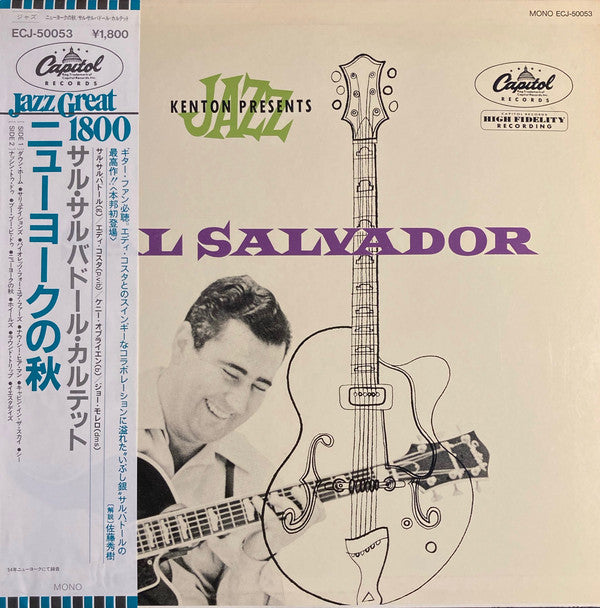 ジャズ ニューヨークの秋/サル・サルバドール・カルテット
ECJ-50053 ¥1,800
Capitol
RECORDS
Jazz Great
1800
サル・サルバドール・カルテット
ニューヨークの秋
ギター・ファン必聴。エディ・コスタとのスインギーなコラボレーションに溢れた“いぶし銀”サルバドールの
最高作!!〈本邦初登場〉
[解説]佐藤秀樹
サル・サルバドール(g) エディ・コスタ(p,vib)/ケニー・オブライエン(b)/ジョー・モレロ(dms)
SIDE 1
SIDE 2
'54年ニューヨークにて録音
MONO
MONO ECJ-50053
KENTON PRESENTS
JAZZ
Capitol
RECORDS
CAPITOL RECORDS
HIGH FIDELITY
RECORDING
AL SALVADOR